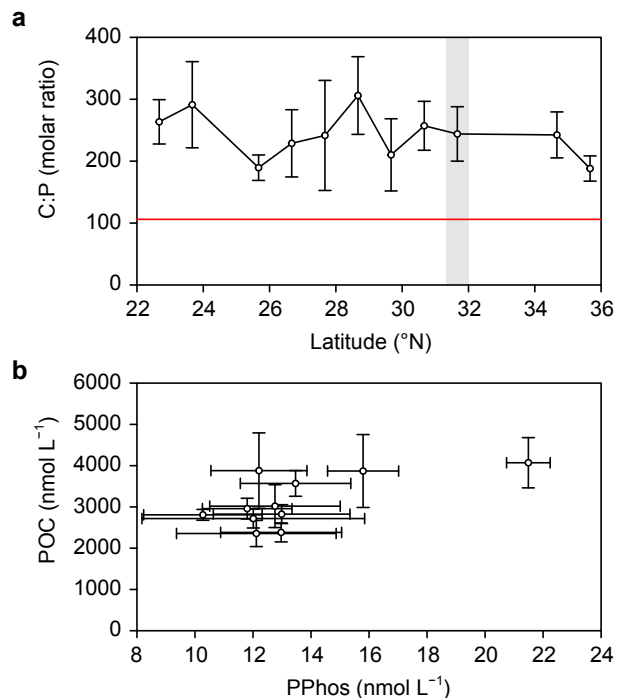 a
400
300
200
100
0
C:P (molar ratio)
22 24 26 28 30 32 34 36
Latitude (°N)
b
6000
5000
4000
3000
2000
1000
0
POC (nmol L⁻¹)
8 10 12 14 16 18 20 22 24
PPhos (nmol L⁻¹)